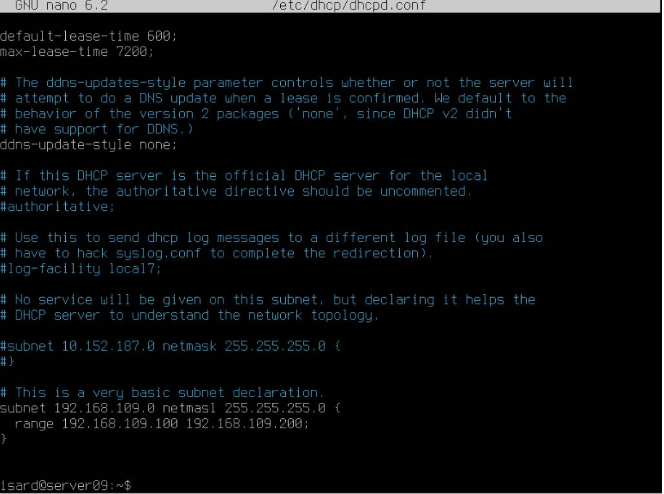 GNU nano 6.2 /etc/dhcp/dhcpd.conf
default-lease-time 600;
max-lease-time 7200;
# The ddns-updates-style parameter controls whether or not the server will
# attempt to do a DNS update when a lease is confirmed. We default to the
# behavior of the version 2 packages ('none', since DHCP v2 didn't
# have support for DDNS.)
ddns-update-style none;
# If this DHCP server is the official DHCP server for the local
# network, the authoritative directive should be uncommented.
#authoritative;
# Use this to send dhcp log messages to a different log file (you also
# have to hack syslog.conf to complete the redirection).
#log-facility local7;
# No service will be given on this subnet, but declaring it helps the
# DHCP server to understand the network topology.
#subnet 10.152.187.0 netmask 255.255.255.0 {
#}
# This is a very basic subnet declaration.
subnet 192.168.109.0 netmasl 255.255.255.0 {
  range 192.168.109.100 192.168.109.200;
}
isard@server09:~$